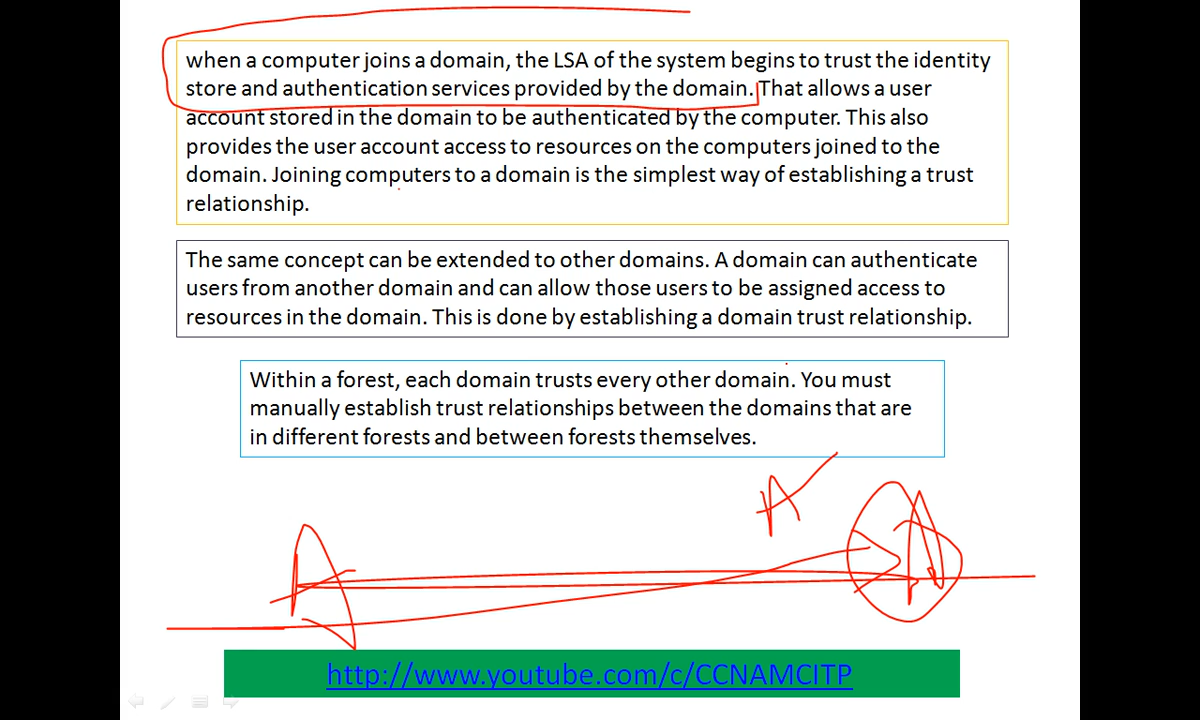 when a computer joins a domain, the LSA of the system begins to trust the identity
store and authentication services provided by the domain. That allows a user
account stored in the domain to be authenticated by the computer. This also
provides the user account access to resources on the computers joined to the
domain. Joining computers to a domain is the simplest way of establishing a trust
relationship.
The same concept can be extended to other domains. A domain can authenticate
users from another domain and can allow those users to be assigned access to
resources in the domain. This is done by establishing a domain trust relationship.
Within a forest, each domain trusts every other domain. You must
manually establish trust relationships between the domains that are
in different forests and between forests themselves.
http://www.youtube.com/c/CCNAMCITP